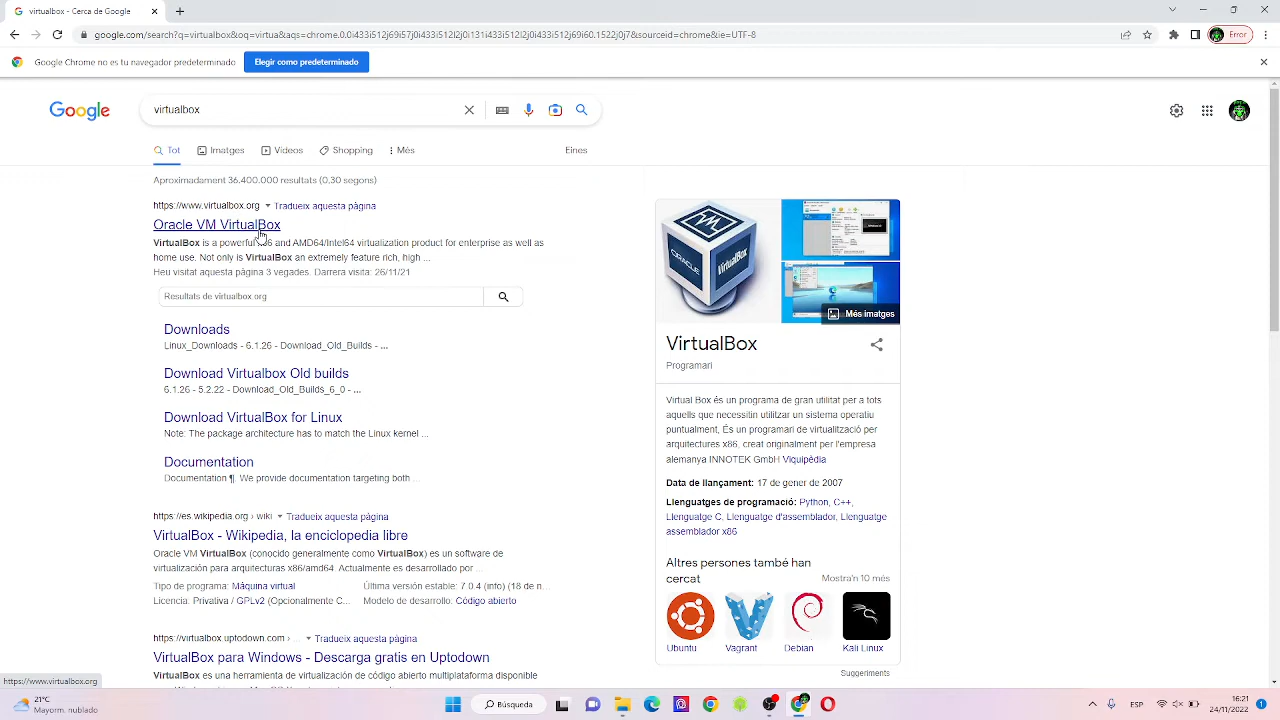 virtualbox - Cerca de Google
google.com/search?q=virtualbox&oq=virtua&aqs=chrome.0.0i433i512j69i57j0i433i512j0i131i433i512l2j0i433i512j69i60.1522j0j7&sourceid=chrome&ie=UTF-8
Error
Google Chrome no es tu navegador predeterminado
Elegir como predeterminado
Google
virtualbox
Tot
Imatges
Vídeos
Shopping
Més
Eines
Aproximadament 36.400.000 resultats (0,30 segons)
https://www.virtualbox.org
Tradueix aquesta pàgina
acle VM VirtualBox
VirtualBox is a powerful and AMD64/Intel64 virtualization product for enterprise as well as
me use. Not only is VirtualBox an extremely feature rich, high ...
Heu visitat aquesta pàgina 3 vegades. Darrera visita: 26/11/21
Resultats de virtualbox.org
Downloads
Linux_Downloads - 6.1.26 - Download_Old_Builds - ...
Download Virtualbox Old builds
6.1.26 - 5.2.22 - Download_Old_Builds_6_0 - ...
Download VirtualBox for Linux
Note: The package architecture has to match the Linux kernel ...
Documentation
Documentation ¶. We provide documentation targeting both ...
https://es.wikipedia.org › wiki
Tradueix aquesta pàgina
VirtualBox - Wikipedia, la enciclopedia libre
Oracle VM VirtualBox (conocido generalmente como VirtualBox) es un software de
virtualización para arquitecturas x86/amd64. Actualmente es desarrollado por ...
Tipo de programa: Máquina virtual
Última versión estable: 7.0.4 (info) (18 de n...
Licencia: Privativa / GPLv2 (Opcionalmente C...
Modelo de desarrollo: Código abierto
https://virtualbox.uptodown.com › ...
Tradueix aquesta pàgina
VirtualBox para Windows - Descarga gratis en Uptodown
VirtualBox es una herramienta de virtualización de código abierto multiplataforma disponible
VM
VirtualBox
Més imatges
VirtualBox
Programari
Virtual Box és un programa de gran utilitat per a tots
aquells que necessitin utilitzar un sistema operatiu
puntualment, És un programari de virtualització per
arquitectures x86, creat originalment per l'empresa
alemanya INNOTEK GmbH Viquipèdia
Data de llançament: 17 de gener de 2007
Llenguatges de programació: Python, C++,
Llenguatge C, Llenguatge d'assemblador, Llenguatge
assemblador x86
Altres persones també han
cercat
Mostra'n 10 més
Ubuntu
Vagrant
Debian
Kali Linux
Suggeriments
https://www.virtualbox.org
21°C
Mayorm. nublado
Búsqueda
ESP
16:21
24/11/2022